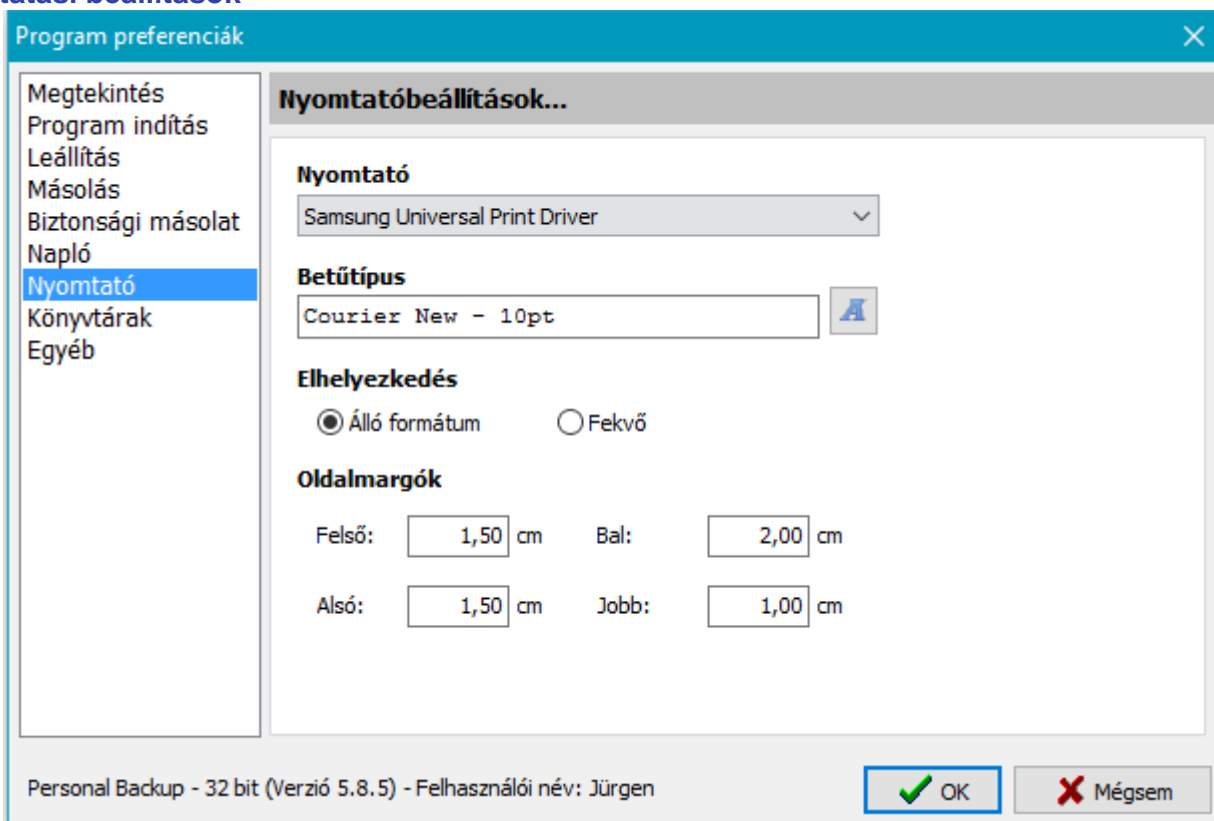 Program preferenciák
Megtekintés
Program indítás
Leállítás
Másolás
Biztonsági másolat
Napló
Nyomtató
Könyvtárak
Egyéb
Nyomtatóbeállítások...
Nyomtató
Samsung Universal Print Driver
Betűtípus
Courier New - 10pt
A
Elhelyezkedés
Álló formátum Fekvő
Oldalmargók
Felső: 1,50 cm Bal: 2,00 cm
Alsó: 1,50 cm Jobb: 1,00 cm
Personal Backup - 32 bit (Verzió 5.8.5) - Felhasználói név: Jürgen
OK Mégsem